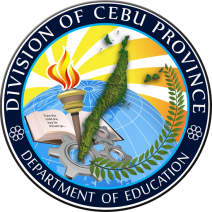 DIVISION OF CEBU PROVINCE
DEPARTMENT OF EDUCATION